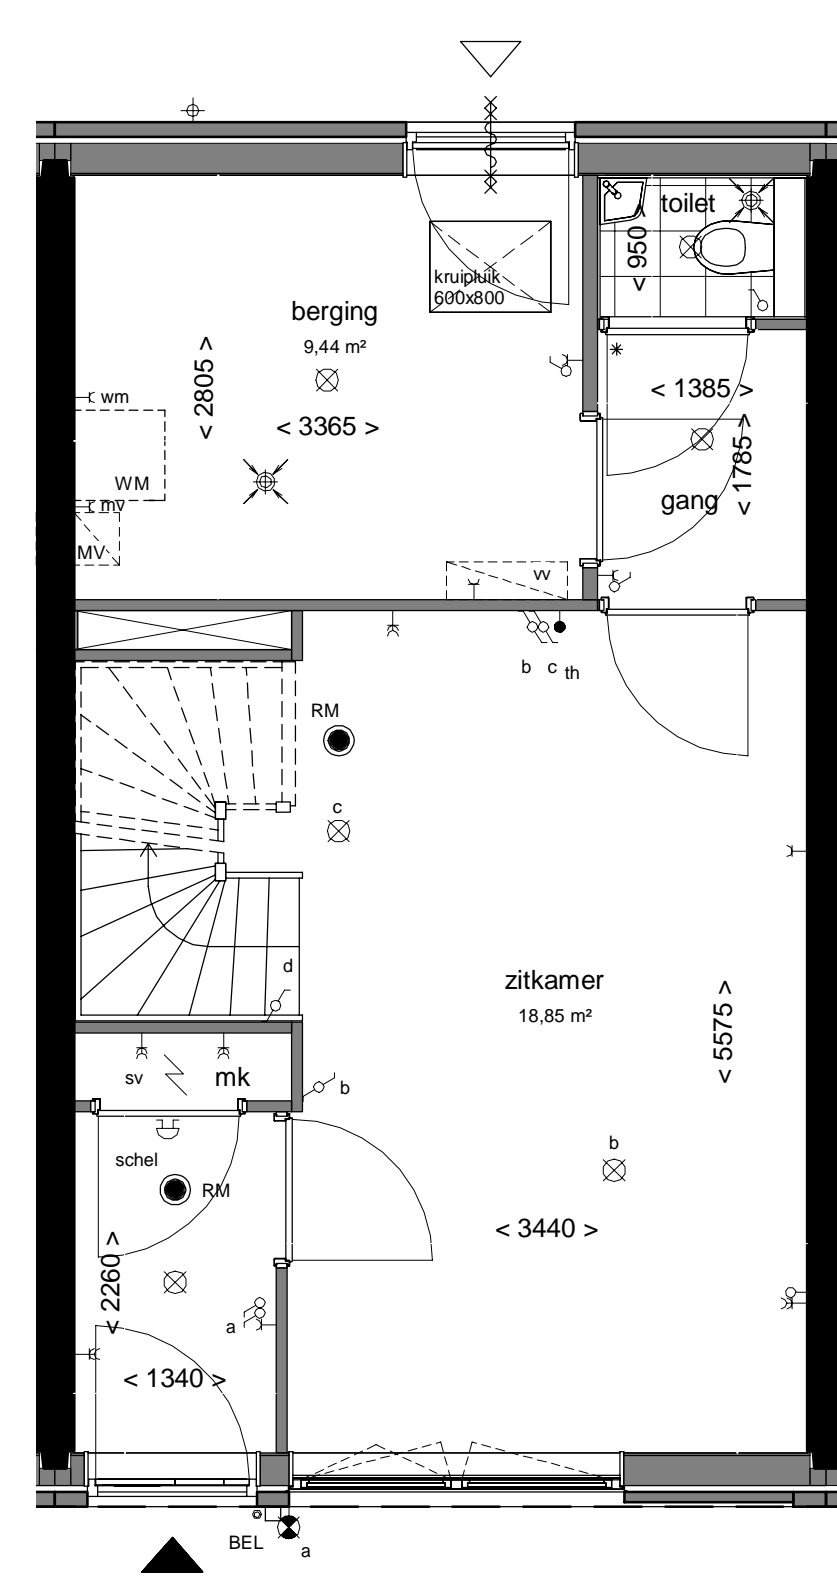 toilet
< 950 >
kruipluik
600x800
berging
9,44 m²
< 2805 >
< 1385 >
wm
< 3365 >
< 1785 >
WM
gang
mv
MV
vv
b c th
RM
c
d
zitkamer
18,85 m²
< 5575 >
sv
mk
b
schel
b
RM
< 3440 >
< 2260 >
a
< 1340 >
BEL
a